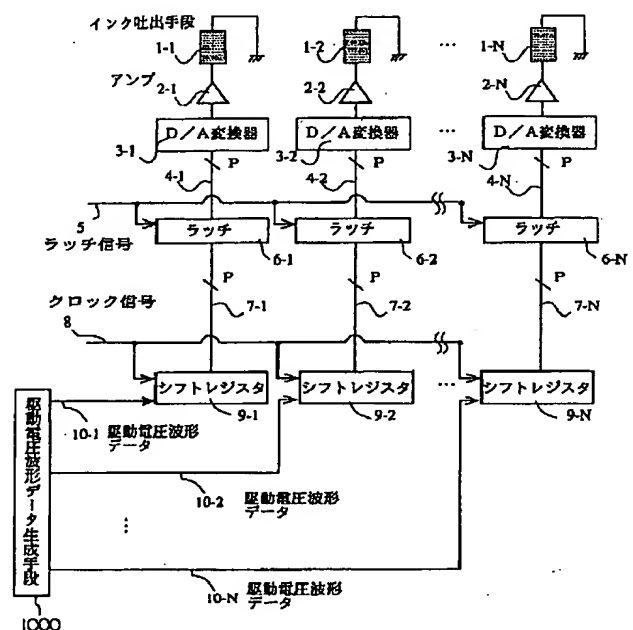 インク吐出手段
1-1
1-2
...
1-N
アンプ
2-1
2-2
2-N
D/A変換器
D/A変換器
...
D/A変換器
3-1
3-2
3-N
P
P
P
4-1
4-2
4-N
5
ラッチ信号
ラッチ
ラッチ
ラッチ
6-1
6-2
6-N
P
P
P
7-1
7-2
7-N
クロック信号
8
シフトレジスタ
シフトレジスタ
...
シフトレジスタ
9-1
9-2
9-N
駆動電圧波形データ生成手段
10-1
駆動電圧波形
データ
10-2
駆動電圧波形
データ
⋮
10-N
駆動電圧波形
データ
1000